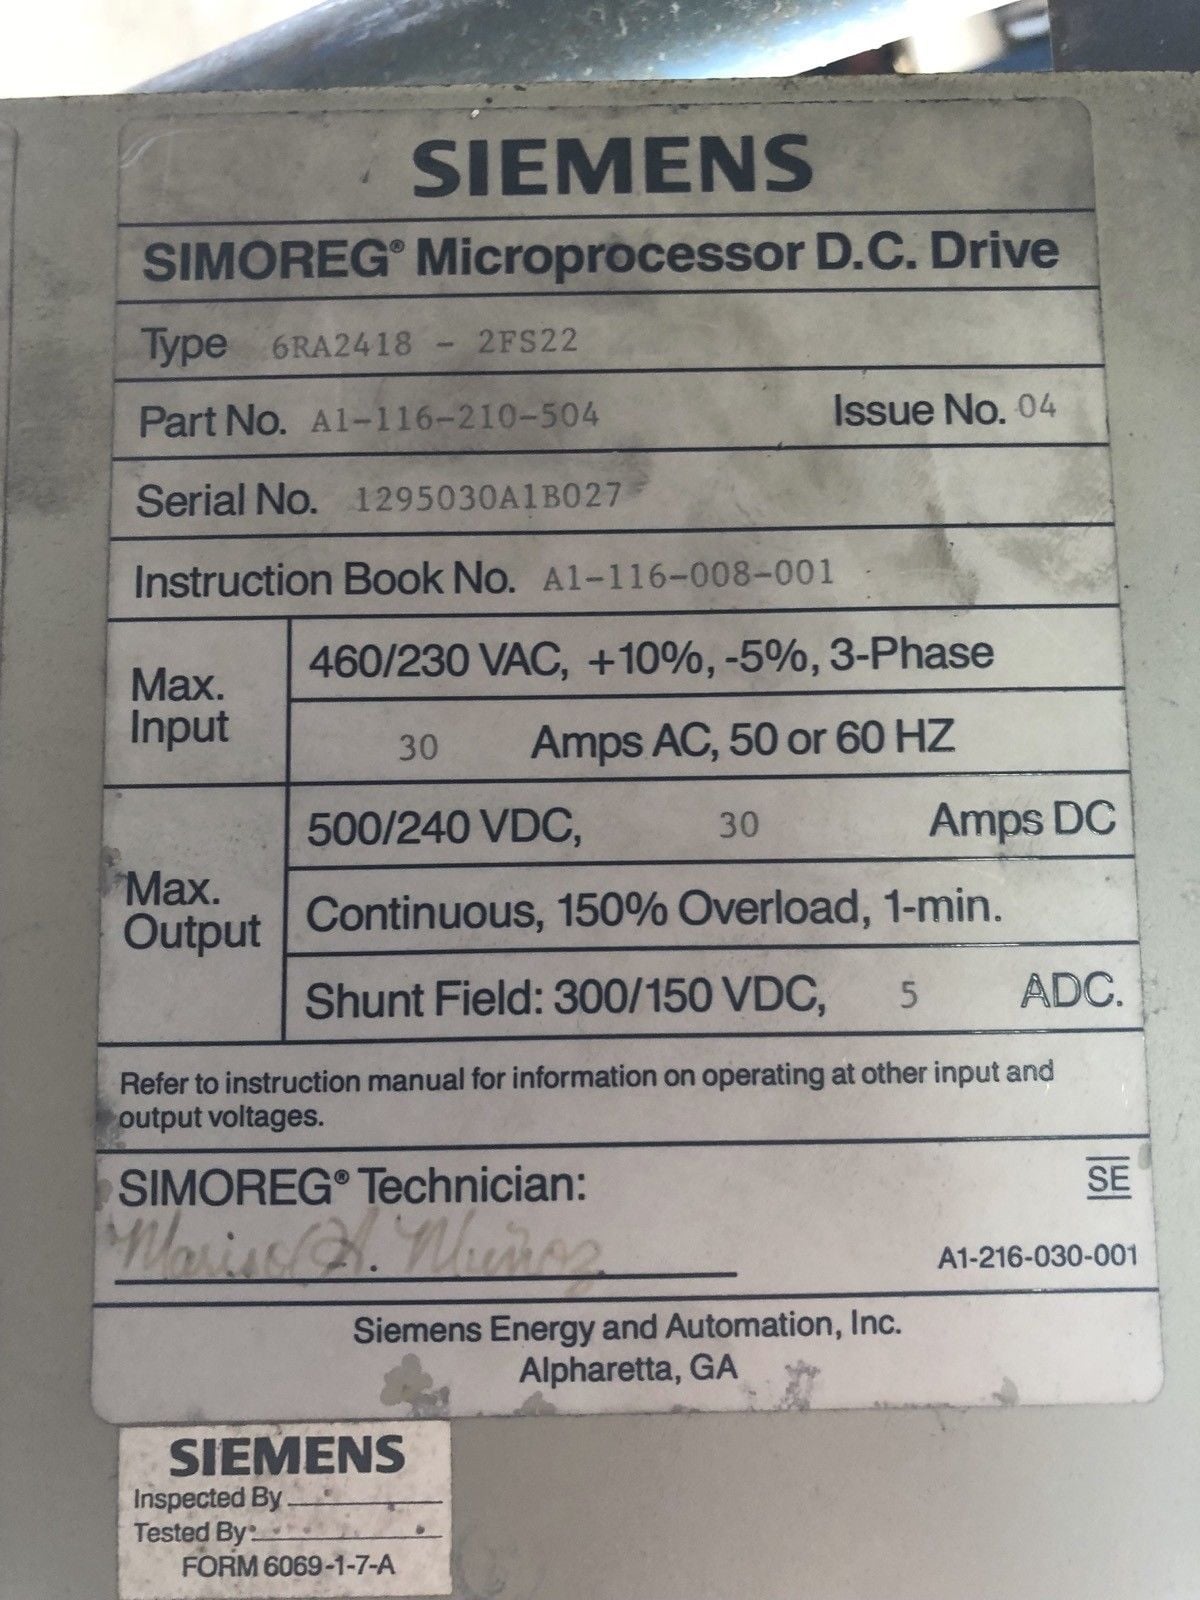 SIEMENS
SIMOREG® Microprocessor D.C. Drive
Type 6RA2418 - 2FS22
Part No. A1-116-210-504 Issue No. 04
Serial No. 1295030A1B027
Instruction Book No. A1-116-008-001
Max. Input
460/230 VAC, +10%, -5%, 3-Phase
30 Amps AC, 50 or 60 HZ
Max. Output
500/240 VDC, 30 Amps DC
Continuous, 150% Overload, 1-min.
Shunt Field: 300/150 VDC, 5 ADC.
Refer to instruction manual for information on operating at other input and
output voltages.
SIMOREG® Technician:
SE
Marisol A. Muñoz
A1-216-030-001
Siemens Energy and Automation, Inc.
Alpharetta, GA
SIEMENS
Inspected By
Tested By
FORM 6069-1-7-A